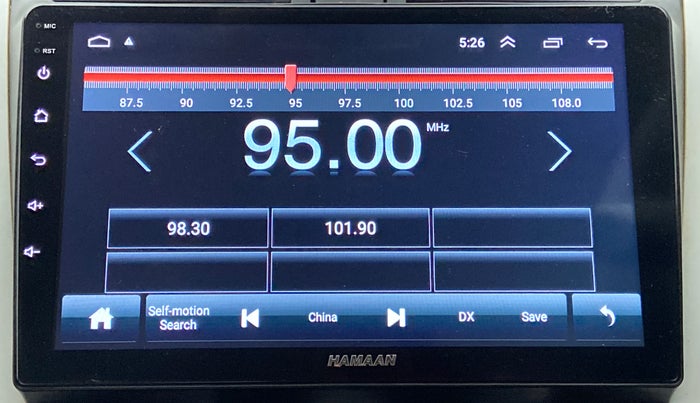 MIC
5:26
RST
87.5 90 92.5 95 97.5 100 102.5 105 108.0
95.00 MHz
98.30 101.90
Self-motion
Search
China
DX
Save
HAMAAN